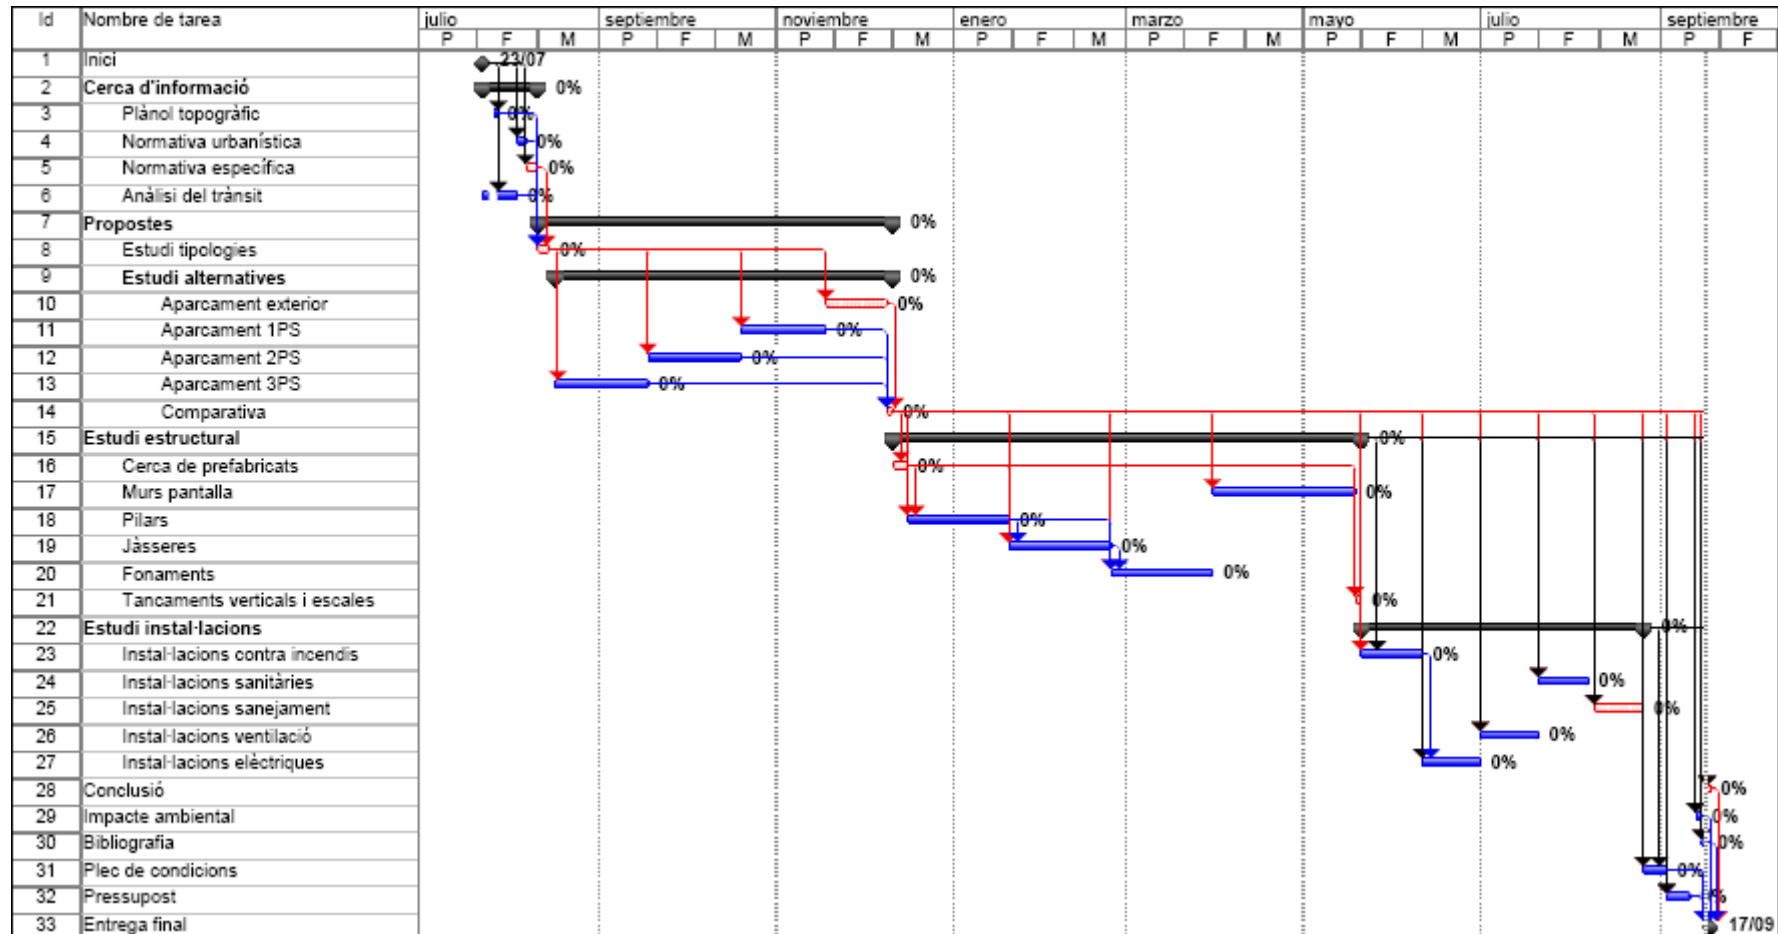 Id Nombre de tarea julio septiembre noviembre enero marzo mayo julio septiembre
P F M P F M P F M P F M P F M P F M P F M P F
1 Inici 23/07
2 Cerca d'informació 0%
3 Plànol topogràfic 0%
4 Normativa urbanística 0%
5 Normativa específica 0%
6 Anàlisi del trànsit 0%
7 Propostes 0%
8 Estudi tipologies 0%
9 Estudi alternatives 0%
10 Aparcament exterior 0%
11 Aparcament 1PS 0%
12 Aparcament 2PS 0%
13 Aparcament 3PS 0%
14 Comparativa 0%
15 Estudi estructural 0%
16 Cerca de prefabricats 0%
17 Murs pantalla 0%
18 Pilars 0%
19 Jàsseres 0%
20 Fonaments 0%
21 Tancaments verticals i escales 0%
22 Estudi instal·lacions 0%
23 Instal·lacions contra incendis 0%
24 Instal·lacions sanitàries 0%
25 Instal·lacions sanejament 0%
26 Instal·lacions ventilació 0%
27 Instal·lacions elèctriques 0%
28 Conclusió 0%
29 Impacte ambiental 0%
30 Bibliografia 0%
31 Plec de condicions 0%
32 Pressupost 0%
33 Entrega final 17/09